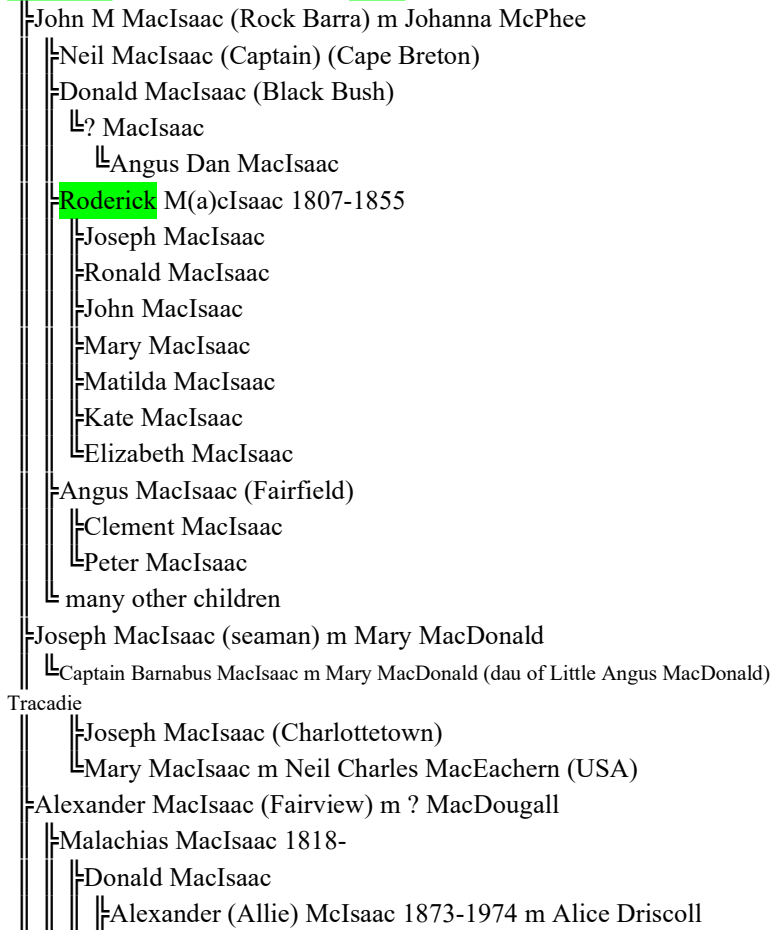 John M MacIsaac (Rock Barra) m Johanna McPhee
Neil MacIsaac (Captain) (Cape Breton)
Donald MacIsaac (Black Bush)
? MacIsaac
Angus Dan MacIsaac
Roderick M(a)cIsaac 1807-1855
Joseph MacIsaac
Ronald MacIsaac
John MacIsaac
Mary MacIsaac
Matilda MacIsaac
Kate MacIsaac
Elizabeth MacIsaac
Angus MacIsaac (Fairfield)
Clement MacIsaac
Peter MacIsaac
many other children
Joseph MacIsaac (seaman) m Mary MacDonald
Captain Barnabus MacIsaac m Mary MacDonald (dau of Little Angus MacDonald)
Tracadie
Joseph MacIsaac (Charlottetown)
Mary MacIsaac m Neil Charles MacEachern (USA)
Alexander MacIsaac (Fairview) m ? MacDougall
Malachias MacIsaac 1818-
Donald MacIsaac
Alexander (Allie) McIsaac 1873-1974 m Alice Driscoll